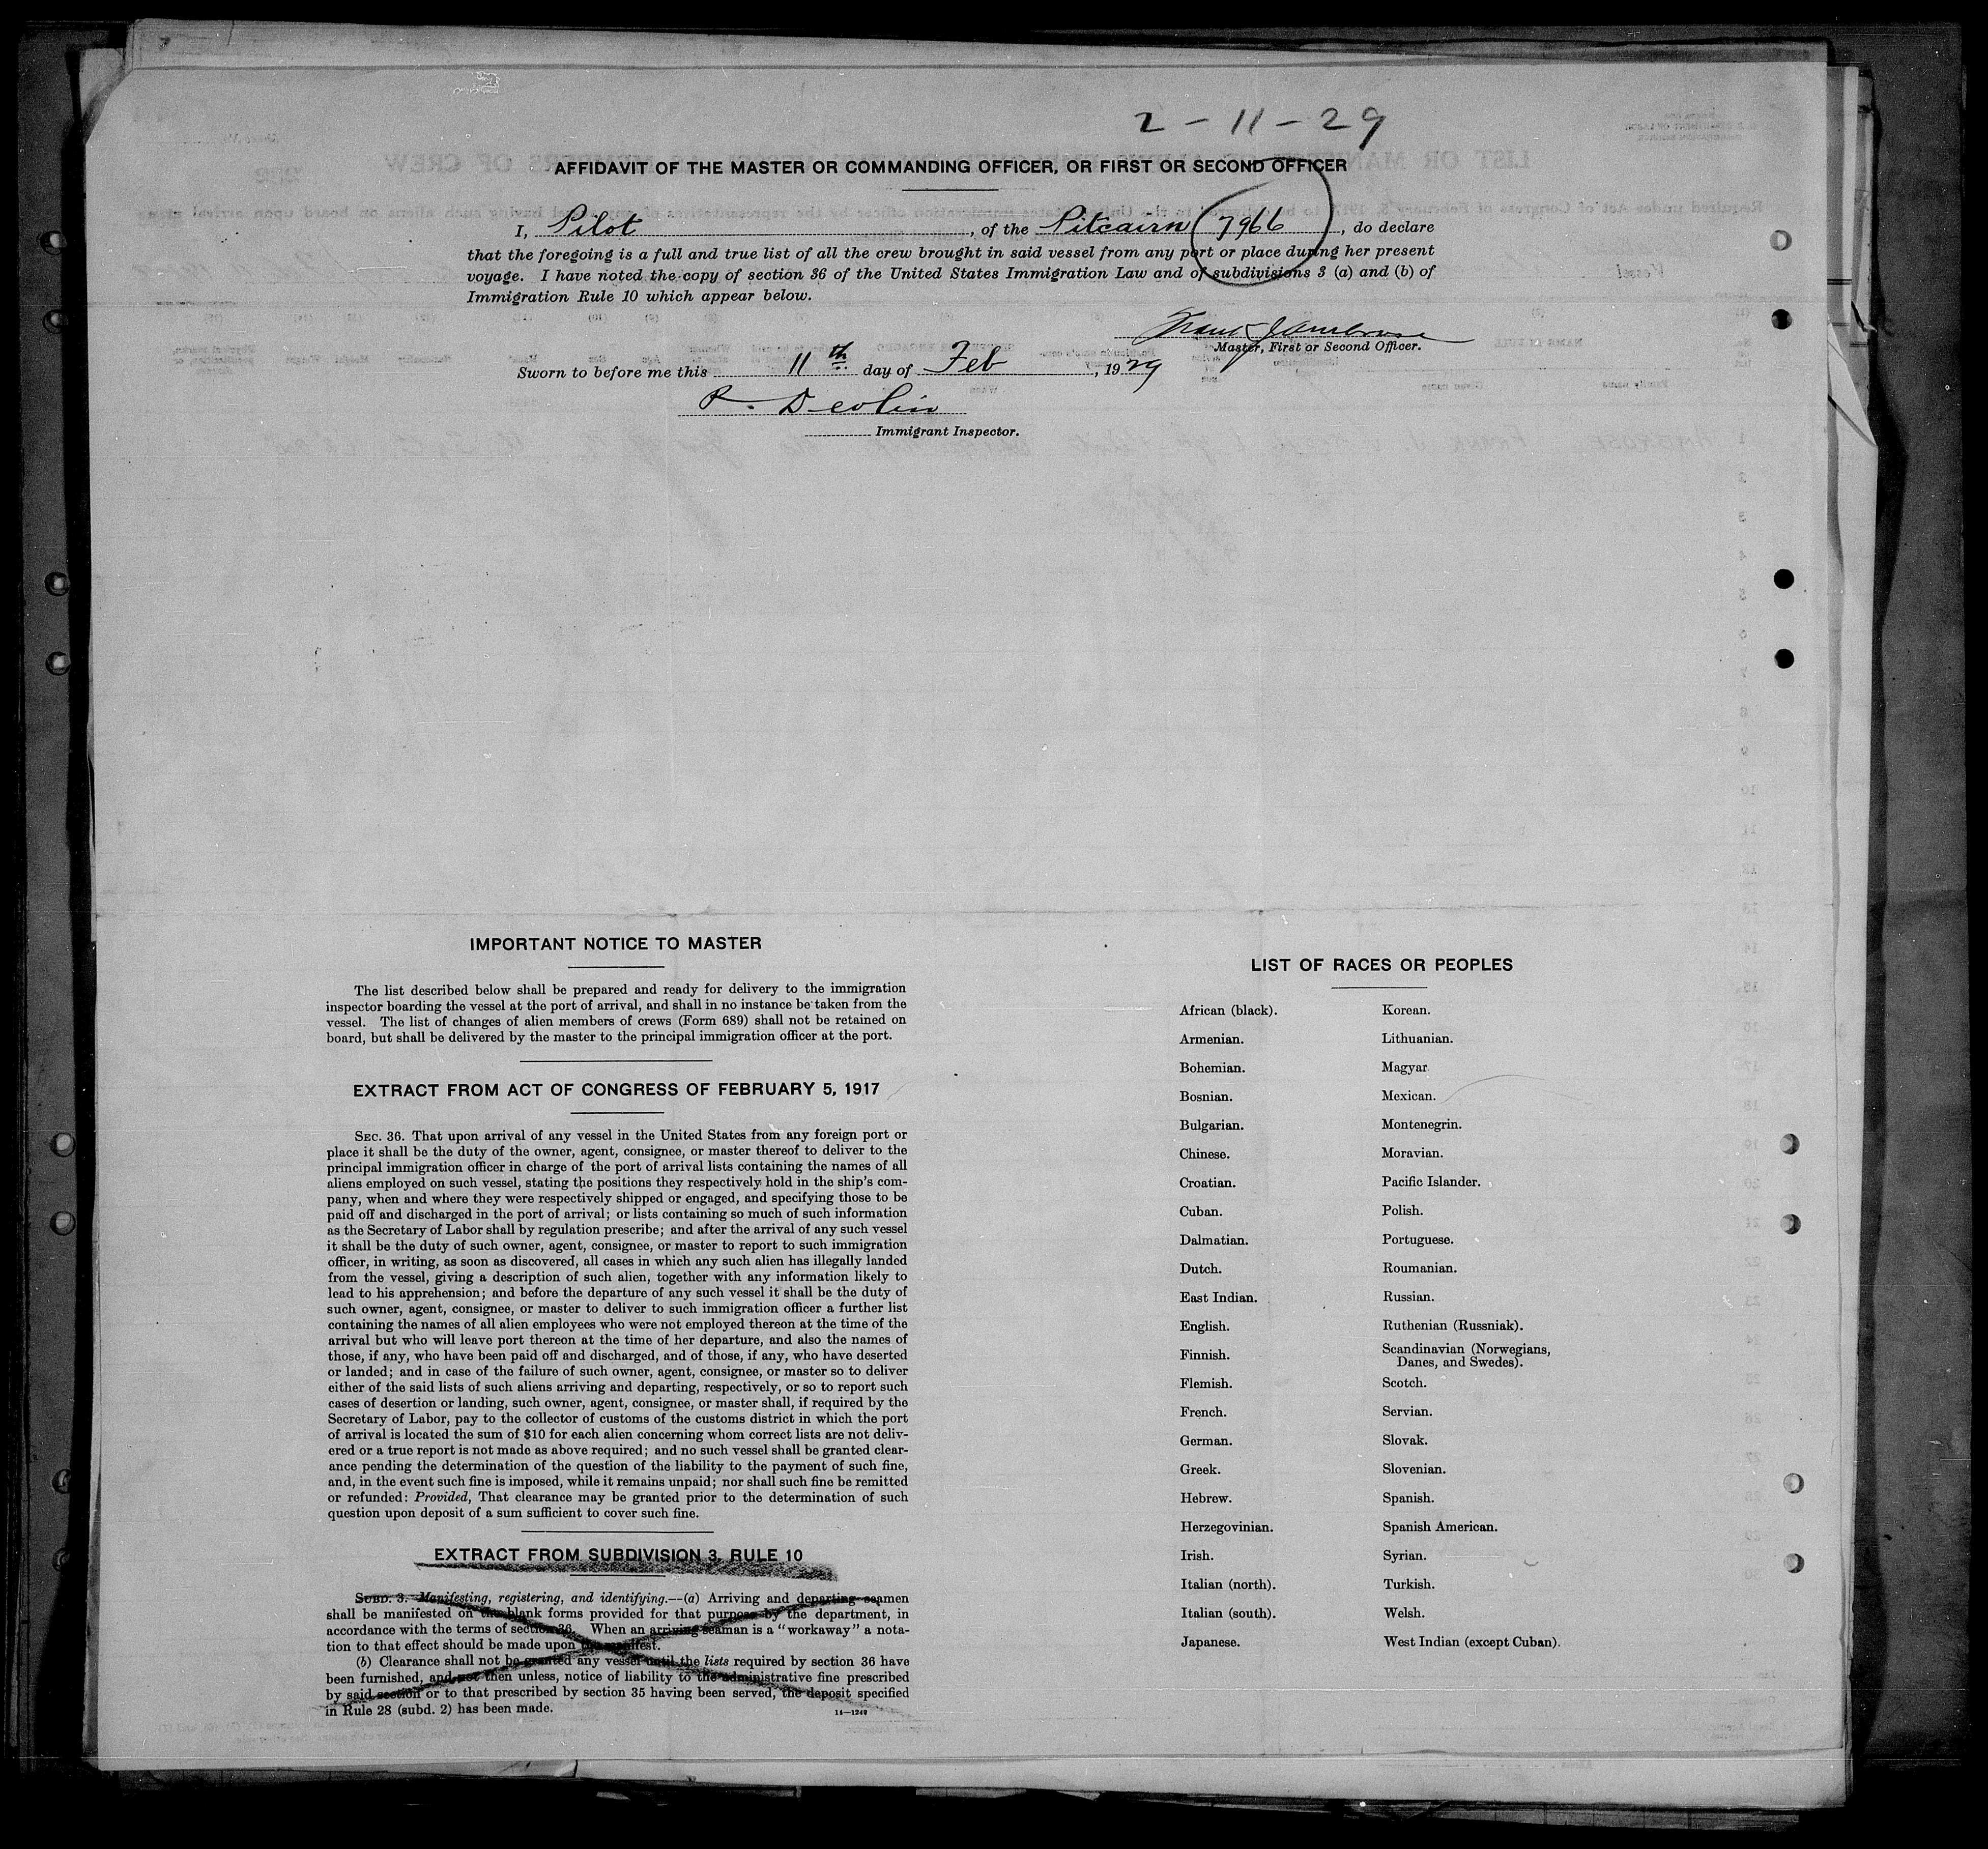 2-11-29
AFFIDAVIT OF THE MASTER OR COMMANDING OFFICER, OR FIRST OR SECOND OFFICER
I, Pilot, of the Pitcairn 7966, do declare
that the foregoing is a full and true list of all the crew brought in said vessel from any port or place during her present
voyage. I have noted the copy of section 36 of the United States Immigration Law and of subdivisions 3 (a) and (b) of
Immigration Rule 10 which appear below.
Frank J Ambrose
Master, First or Second Officer.
Sworn to before me this 11th day of Feb, 1929
R. Devlin
Immigrant Inspector.
IMPORTANT NOTICE TO MASTER
The list described below shall be prepared and ready for delivery to the immigration
inspector boarding the vessel at the port of arrival, and shall in no instance be taken from the
vessel. The list of changes of alien members of crews (Form 689) shall not be retained on
board, but shall be delivered by the master to the principal immigration officer at the port.
EXTRACT FROM ACT OF CONGRESS OF FEBRUARY 5, 1917
SEC. 36. That upon arrival of any vessel in the United States from any foreign port or
place it shall be the duty of the owner, agent, consignee, or master thereof to deliver to the
principal immigration officer in charge of the port of arrival lists containing the names of all
aliens employed on such vessel, stating the positions they respectively hold in the ship's com-
pany, when and where they were respectively shipped or engaged, and specifying those to be
paid off and discharged in the port of arrival; or lists containing so much of such information
as the Secretary of Labor shall by regulation prescribe; and after the arrival of any such vessel
it shall be the duty of such owner, agent, consignee, or master to report to such immigration
officer, in writing, as soon as discovered, all cases in which any such alien has illegally landed
from the vessel, giving a description of such alien, together with any information likely to
lead to his apprehension; and before the departure of any such vessel it shall be the duty of
such owner, agent, consignee, or master to deliver to such immigration officer a further list
containing the names of all alien employees who were not employed thereon at the time of the
arrival but who will leave port thereon at the time of her departure, and also the names of
those, if any, who have been paid off and discharged, and of those, if any, who have deserted
or landed; and in case of the failure of such owner, agent, consignee, or master so to deliver
either of the said lists of such aliens arriving and departing, respectively, or so to report such
cases of desertion or landing, such owner, agent, consignee, or master shall, if required by the
Secretary of Labor, pay to the collector of customs of the customs district in which the port
of arrival is located the sum of $10 for each alien concerning whom correct lists are not deliv-
ered or a true report is not made as above required; and no such vessel shall be granted clear-
ance pending the determination of the question of the liability to the payment of such fine,
and, in the event such fine is imposed, while it remains unpaid; nor shall such fine be remitted
or refunded: Provided, That clearance may be granted prior to the determination of such
question upon deposit of a sum sufficient to cover such fine.
EXTRACT FROM SUBDIVISION 3, RULE 10
SUBD. 3. Manifesting, registering, and identifying.—(a) Arriving and departing seamen
shall be manifested on the blank forms provided for that purpose by the department, in
accordance with the terms of section 36. When an arriving seaman is a "workaway" a nota-
tion to that effect should be made upon the manifest.
(b) Clearance shall not be granted any vessel until the lists required by section 36 have
been furnished, and not then unless, notice of liability to the administrative fine prescribed
by said section or to that prescribed by section 35 having been served, the deposit specified
in Rule 28 (subd. 2) has been made.
14—1240
LIST OF RACES OR PEOPLES
African (black).
Armenian.
Bohemian.
Bosnian.
Bulgarian.
Chinese.
Croatian.
Cuban.
Dalmatian.
Dutch.
East Indian.
English.
Finnish.
Flemish.
French.
German.
Greek.
Hebrew.
Herzegovinian.
Irish.
Italian (north).
Italian (south).
Japanese.
Korean.
Lithuanian.
Magyar
Mexican.
Montenegrin.
Moravian.
Pacific Islander.
Polish.
Portuguese.
Roumanian.
Russian.
Ruthenian (Russniak).
Scandinavian (Norwegians,
Danes, and Swedes).
Scotch.
Servian.
Slovak.
Slovenian.
Spanish.
Spanish American.
Syrian.
Turkish.
Welsh.
West Indian (except Cuban).